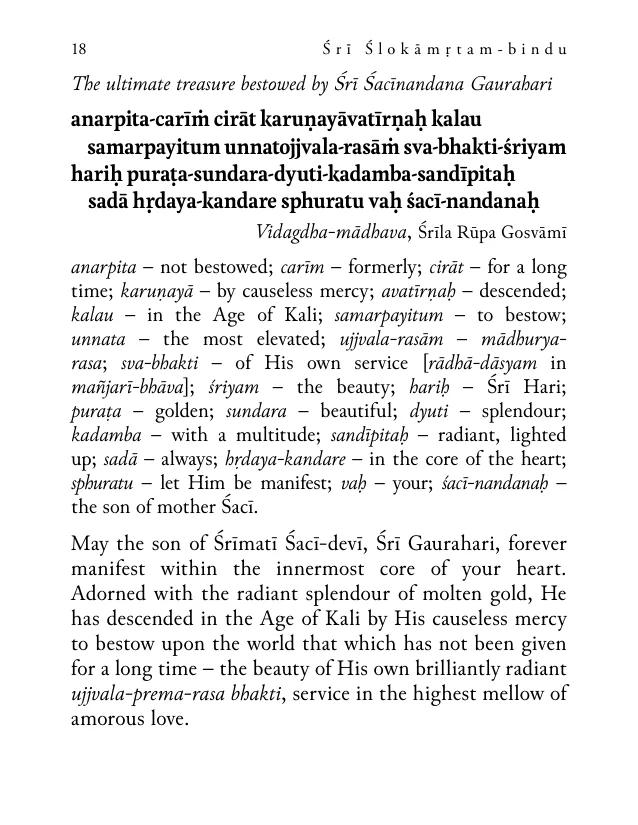 18 Śrī Ślokāmṛtam-bindu
The ultimate treasure bestowed by Śrī Śacīnandana Gaurahari
anarpita-carīṁ cirāt karuṇayāvatīrṇaḥ kalau
samarpayitum unnatojjvala-rasāṁ sva-bhakti-śriyam
hariḥ puraṭa-sundara-dyuti-kadamba-sandīpitaḥ
sadā hṛdaya-kandare sphuratu vaḥ śacī-nandanaḥ
Vidagdha-mādhava, Śrīla Rūpa Gosvāmī
anarpita – not bestowed; carīm – formerly; cirāt – for a long
time; karuṇayā – by causeless mercy; avatīrṇaḥ – descended;
kalau – in the Age of Kali; samarpayitum – to bestow;
unnata – the most elevated; ujjvala-rasām – mādhurya-
rasa; sva-bhakti – of His own service [rādhā-dāsyam in
mañjarī-bhāva]; śriyam – the beauty; hariḥ – Śrī Hari;
puraṭa – golden; sundara – beautiful; dyuti – splendour;
kadamba – with a multitude; sandīpitaḥ – radiant, lighted
up; sadā – always; hṛdaya-kandare – in the core of the heart;
sphuratu – let Him be manifest; vaḥ – your; śacī-nandanaḥ –
the son of mother Śacī.
May the son of Śrīmatī Śacī-devī, Śrī Gaurahari, forever
manifest within the innermost core of your heart.
Adorned with the radiant splendour of molten gold, He
has descended in the Age of Kali by His causeless mercy
to bestow upon the world that which has not been given
for a long time – the beauty of His own brilliantly radiant
ujjvala-prema-rasa bhakti, service in the highest mellow of
amorous love.